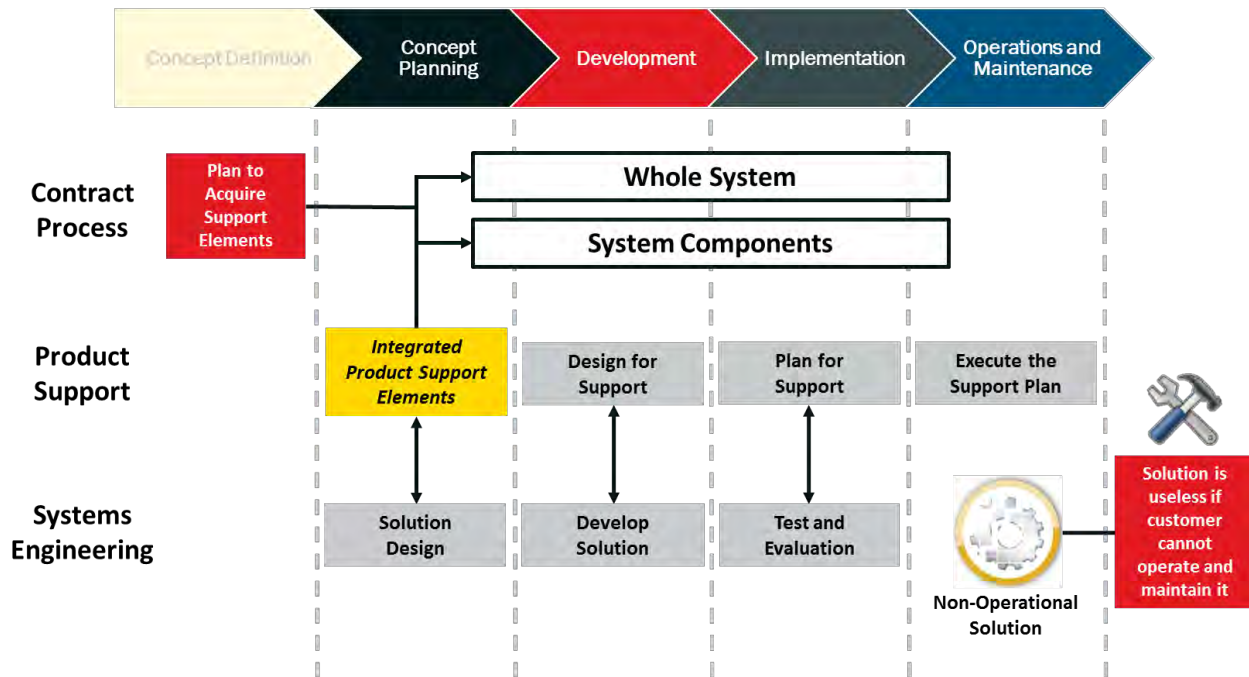 Concept Definition
Concept
Planning
Development
Implementation
Operations and
Maintenance
Contract
Process
Plan to
Acquire
Support
Elements
Whole System
System Components
Product
Support
Integrated
Product Support
Elements
Design for
Support
Plan for
Support
Execute the
Support Plan
Systems
Engineering
Solution
Design
Develop
Solution
Test and
Evaluation
Non-Operational
Solution
Solution is
useless if
customer
cannot
operate and
maintain it